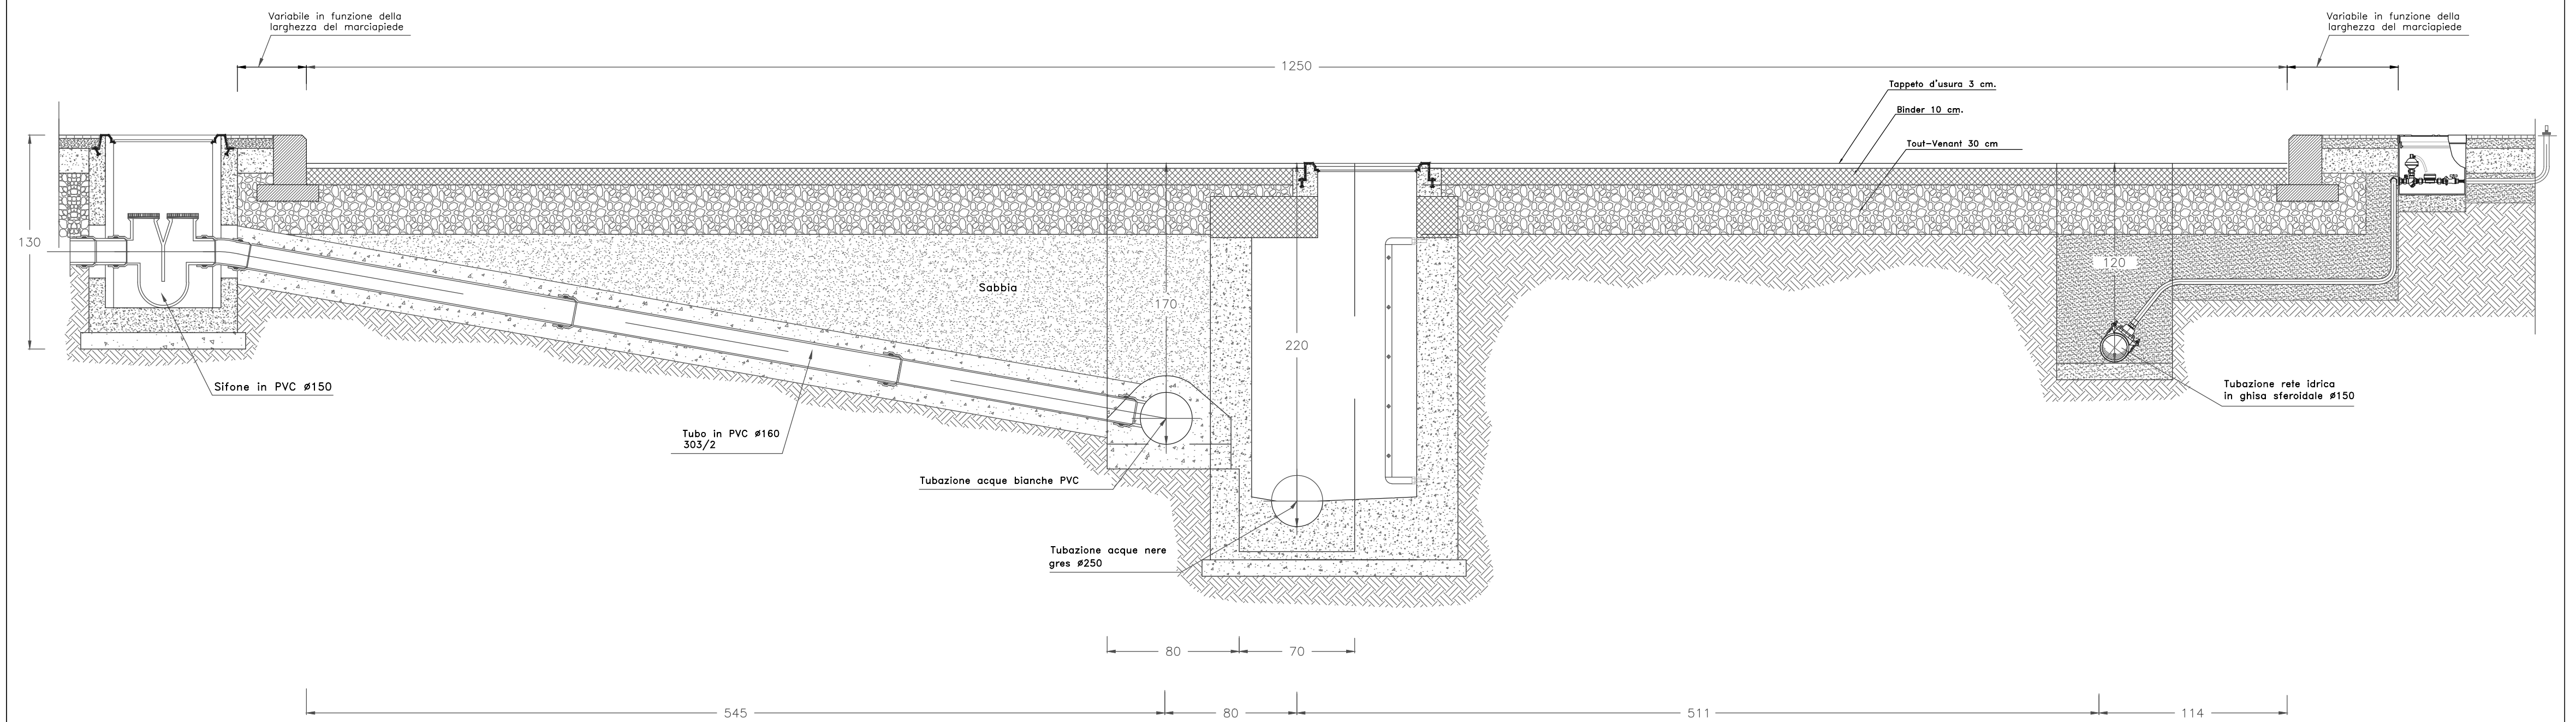 Variabile in funzione della
larghezza del marciapiede
Variabile in funzione della
larghezza del marciapiede
1250
Tappeto d'usura 3 cm.
Binder 10 cm.
Tout-Venant 30 cm
130
120
Sabbia
170
220
Sifone in PVC ø150
Tubazione rete idrica
in ghisa sferoidale ø150
Tubo in PVC ø160
303/2
Tubazione acque bianche PVC
Tubazione acque nere
gres ø250
80
70
545
80
511
114